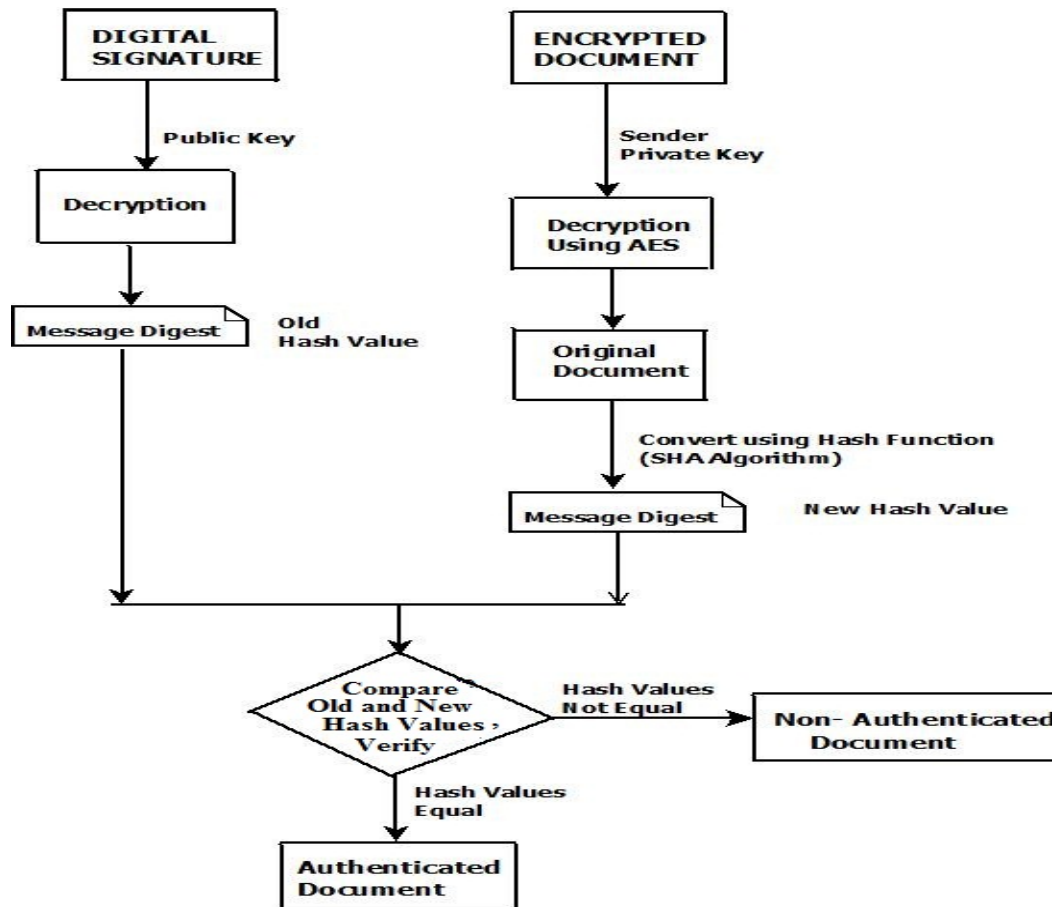 DIGITAL
SIGNATURE
ENCRYPTED
DOCUMENT
Public Key
Sender
Private Key
Decryption
Decryption
Using AES
Message Digest
Old
Hash Value
Original
Document
Convert using Hash Function
(SHA Algorithm)
Message Digest
New Hash Value
Compare
Old and New
Hash Values ,
Verify
Hash Values
Not Equal
Non- Authenticated
Document
Hash Values
Equal
Authenticated
Document